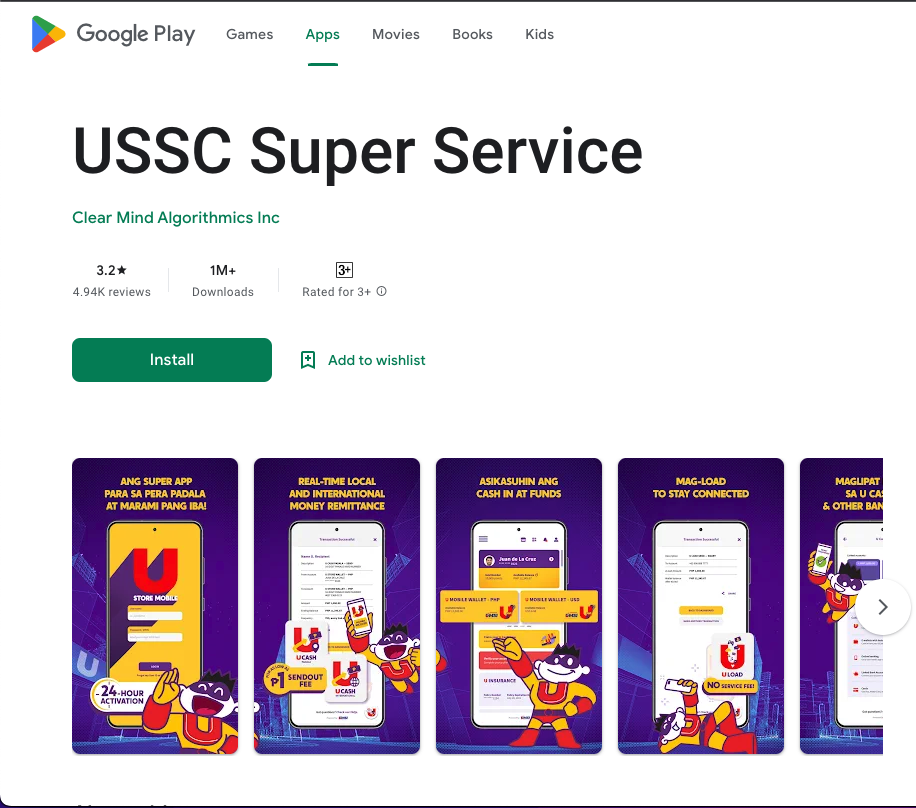 Google Play
Games
Apps
Movies
Books
Kids
USSC Super Service
Clear Mind Algorithmics Inc
3.2★
4.94K reviews
1M+
Downloads
3+
Rated for 3+
Install
Add to wishlist
ANG SUPER APP
PARA SA PERA PADALA
AT MARAMI PANG IBA!
U
STORE MOBILE
LOGIN
24-HOUR
ACTIVATION
REAL-TIME LOCAL
AND INTERNATIONAL
MONEY REMITTANCE
Transaction Successful
U CASH
₱1 SENDOUT
FEE
U CASH
ASIKASUHIN ANG
CASH IN AT FUNDS
Juan de La Cruz
U MOBILE WALLET - PHP
U MOBILE WALLET - USD
U INSURANCE
MAG-LOAD
TO STAY CONNECTED
Transaction Successful
U LOAD
NO SERVICE FEE!
MAGLIPAT
SA U CAS
& OTHER BAN